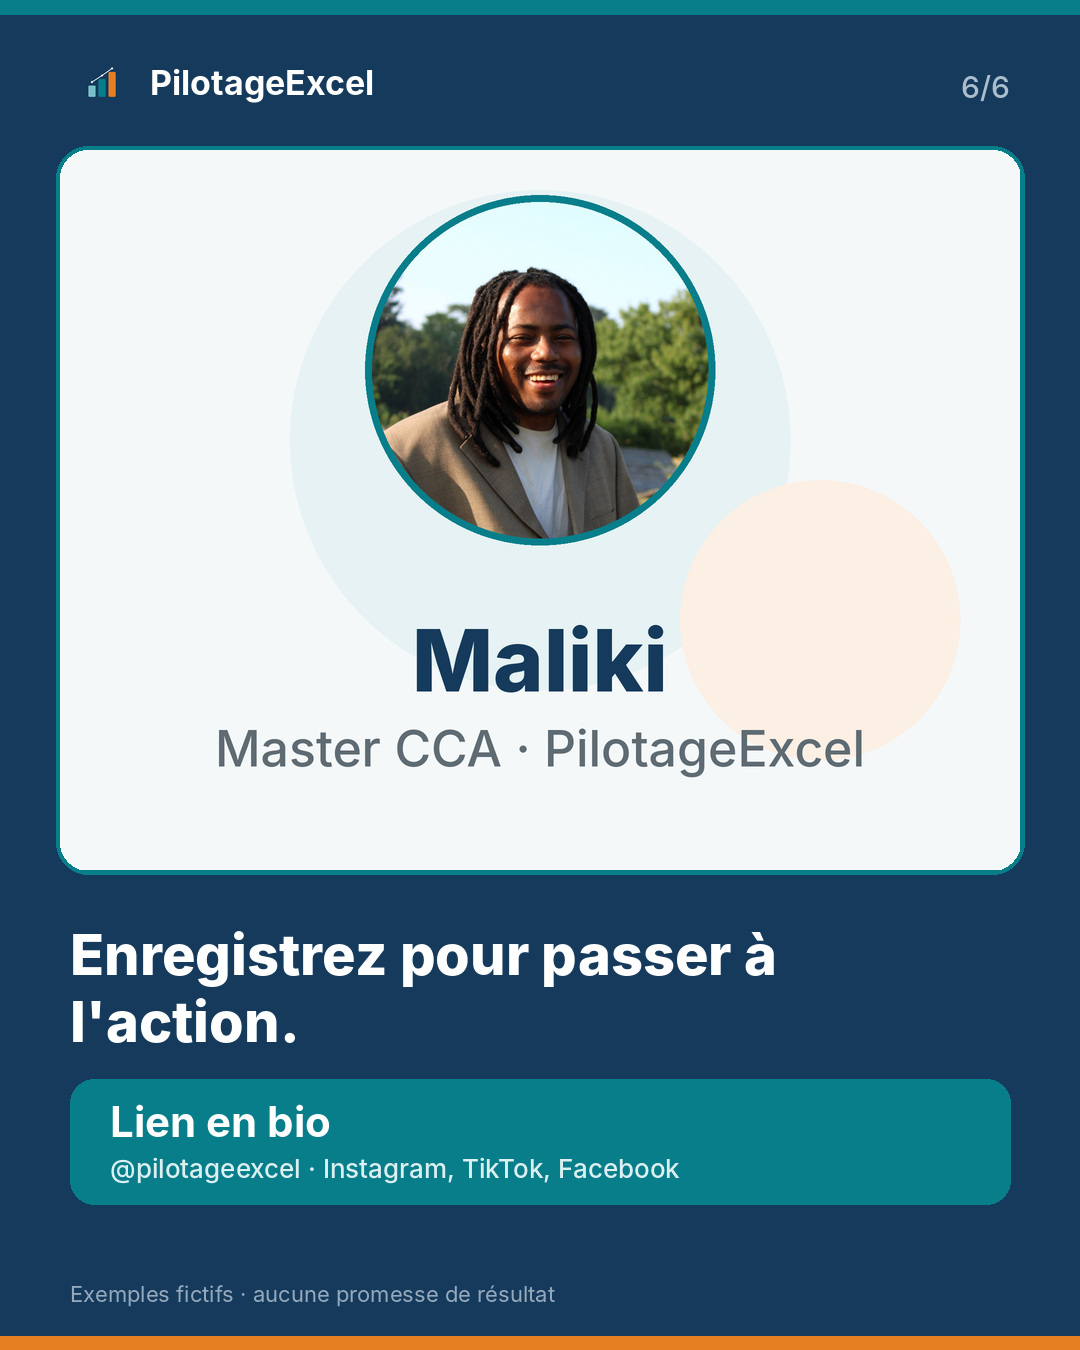 PilotageExcel
6/6
Maliki
Master CCA · PilotageExcel
Enregistrez pour passer à
l'action.
Lien en bio
@pilotageexcel · Instagram, TikTok, Facebook
Exemples fictifs · aucune promesse de résultat